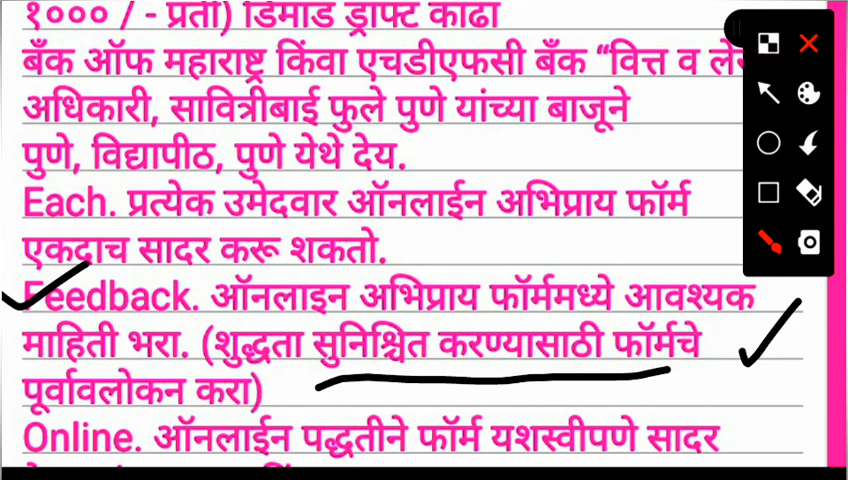 १००० / - प्रती) डिमांड ड्राफ्ट काढा
बँक ऑफ महाराष्ट्र किंवा एचडीएफसी बँक “वित्त व
अधिकारी, सावित्रीबाई फुले पुणे यांच्या बाजूने
पुणे, विद्यापीठ, पुणे येथे देय.
Each. प्रत्येक उमेदवार ऑनलाईन अभिप्राय फॉर्म
एकदाच सादर करू शकतो.
Feedback. ऑनलाइन अभिप्राय फॉर्ममध्ये आवश्यक
माहिती भरा. (शुद्धता सुनिश्चित करण्यासाठी फॉर्मचे
पूर्वावलोकन करा)
Online. ऑनलाईन पद्धतीने फॉर्म यशस्वीपणे सादर